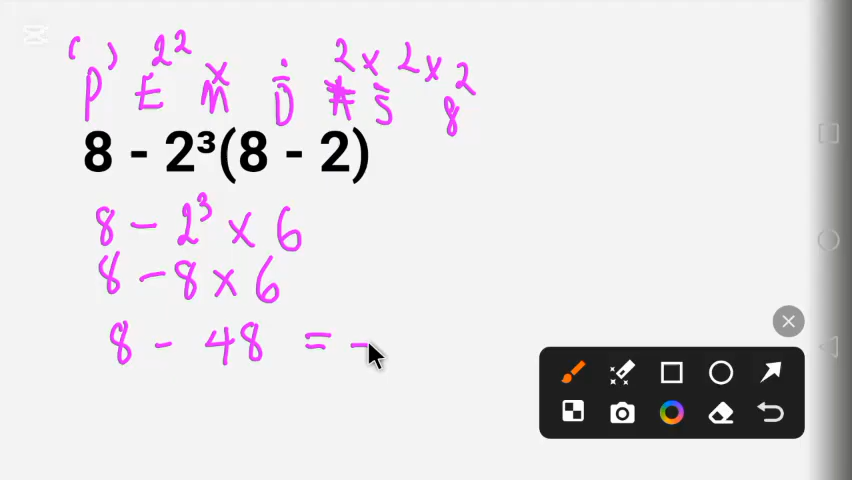 ( ) 2² × ÷ 2 × 2 × 2
P E M D A S 8
8 - 2³(8 - 2)
8 - 2³ × 6
8 - 8 × 6
8 - 48 = -